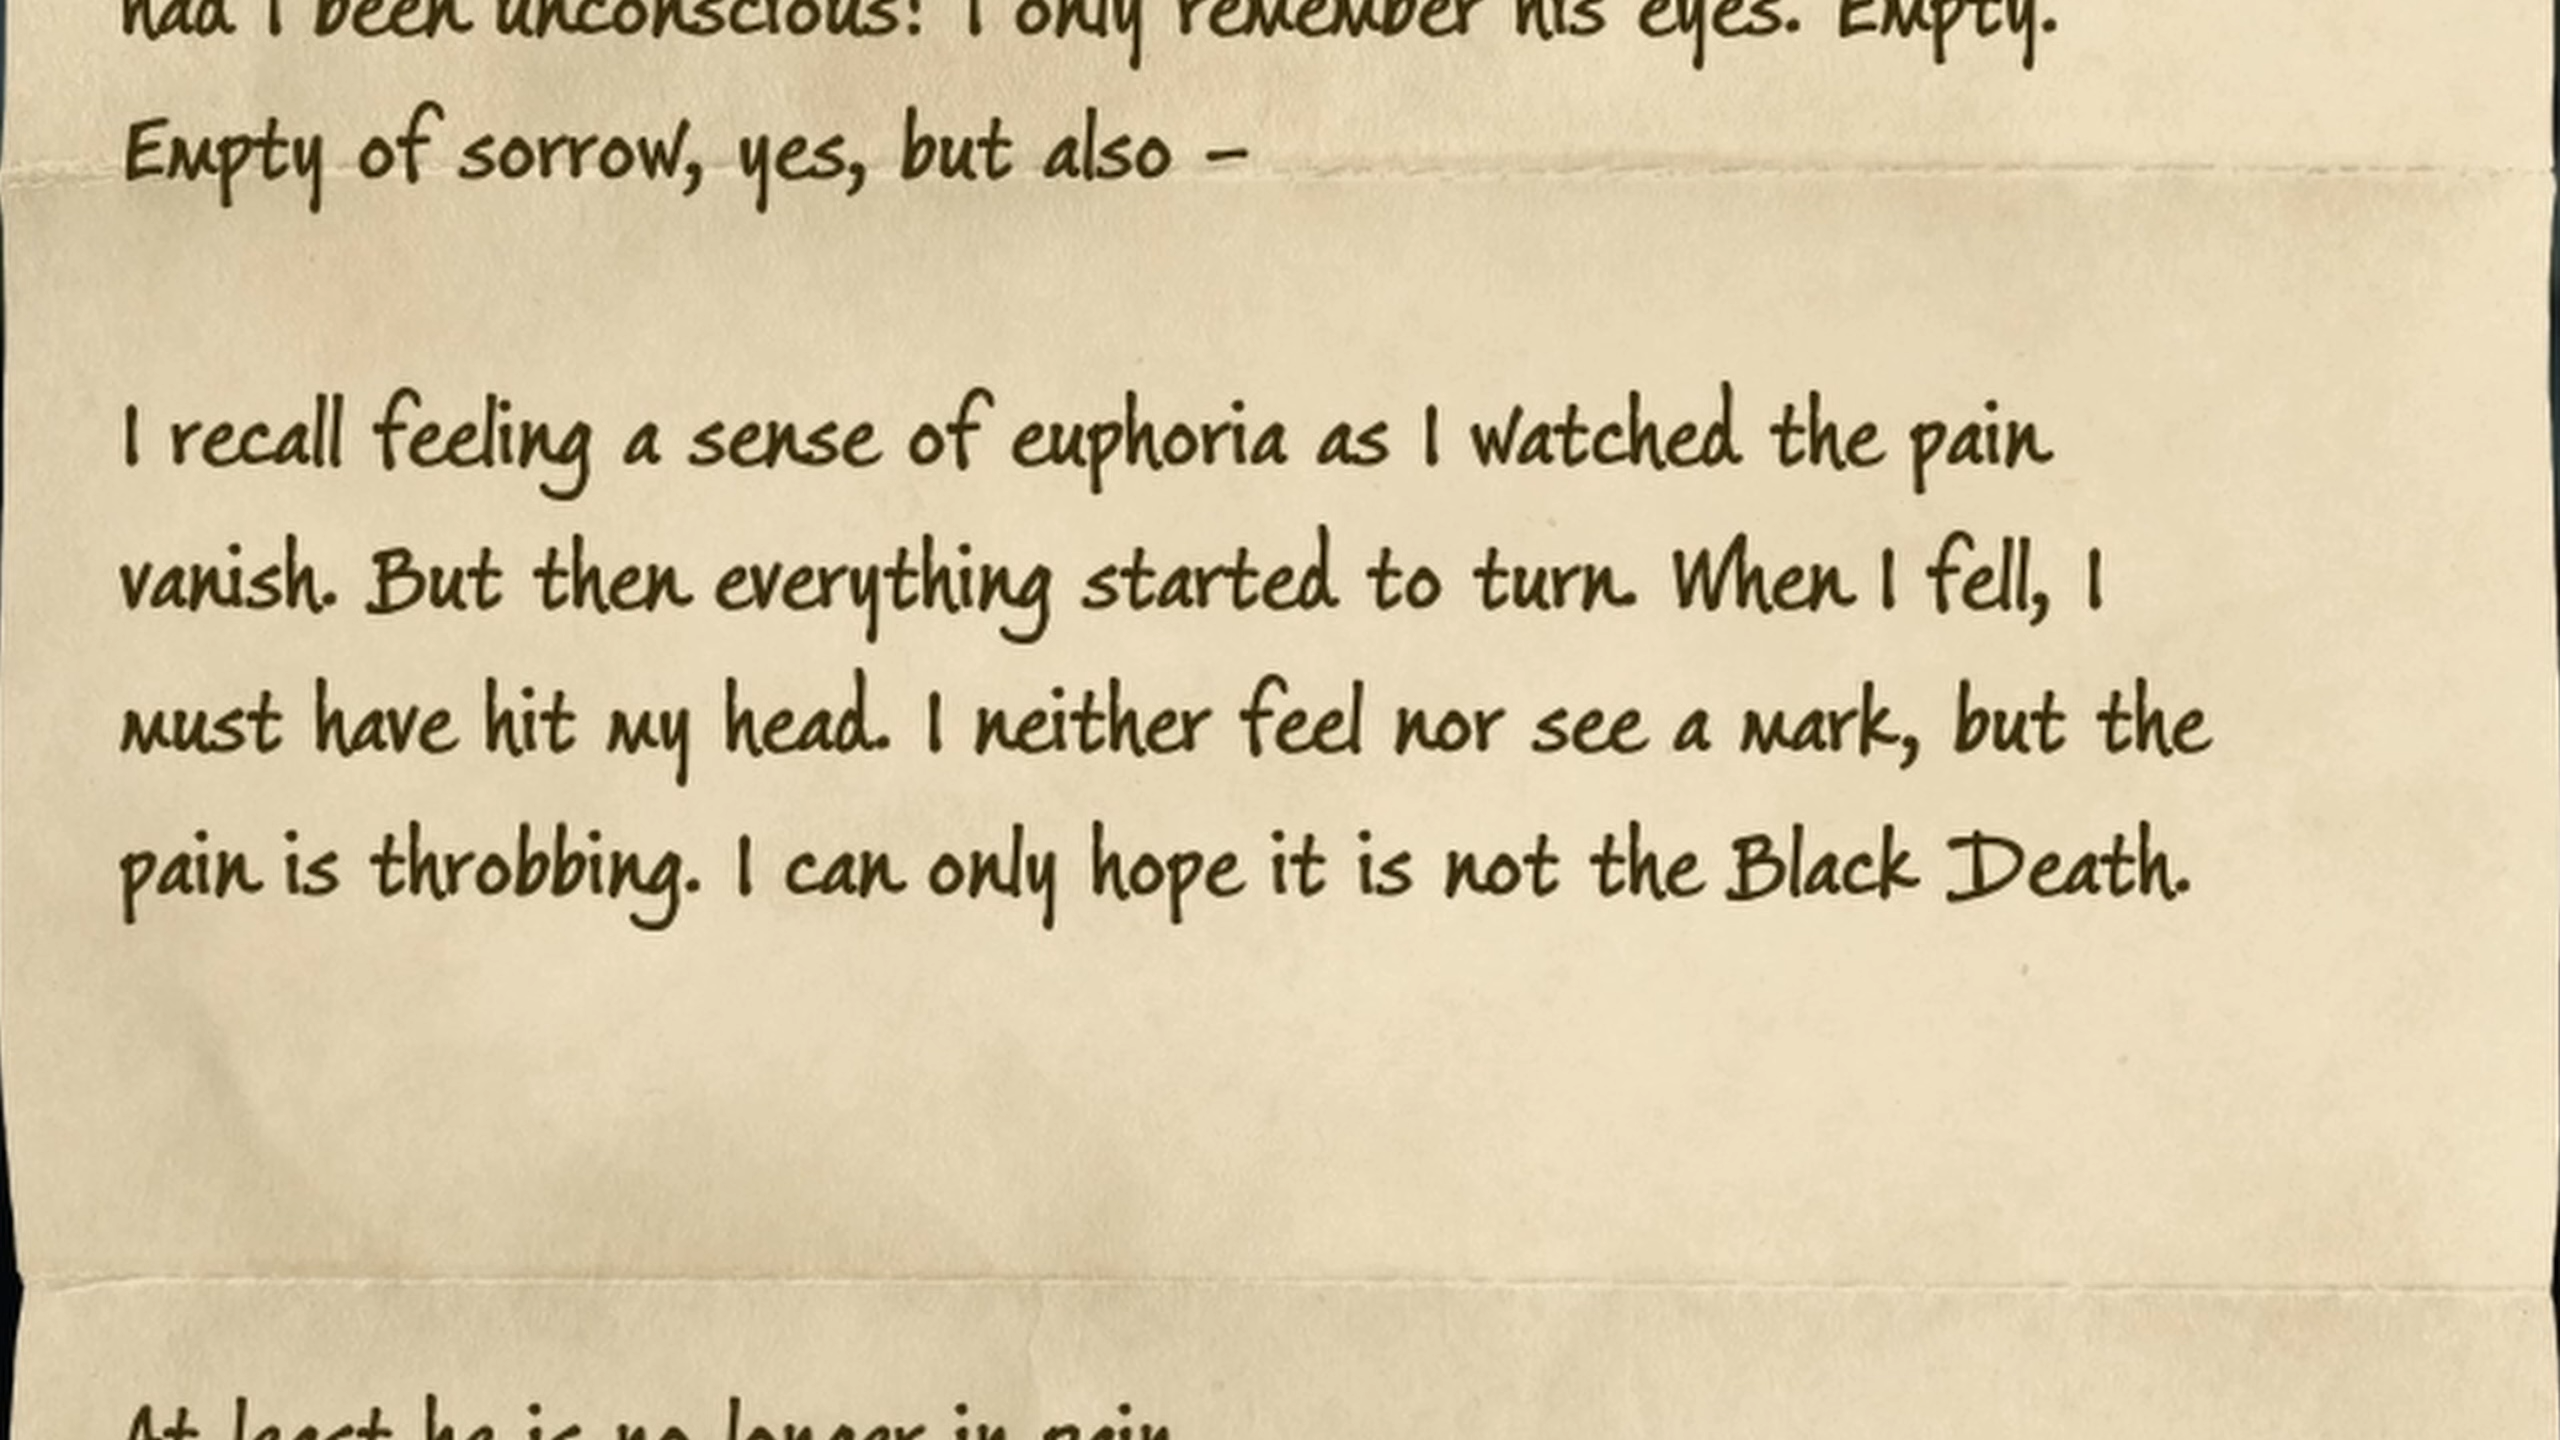 had I been unconscious? I only remember his eyes. Empty.
Empty of sorrow, yes, but also –
I recall feeling a sense of euphoria as I watched the pain
vanish. But then everything started to turn. When I fell, I
must have hit my head. I neither feel nor see a mark, but the
pain is throbbing. I can only hope it is not the Black Death.
At least he is no longer in pain